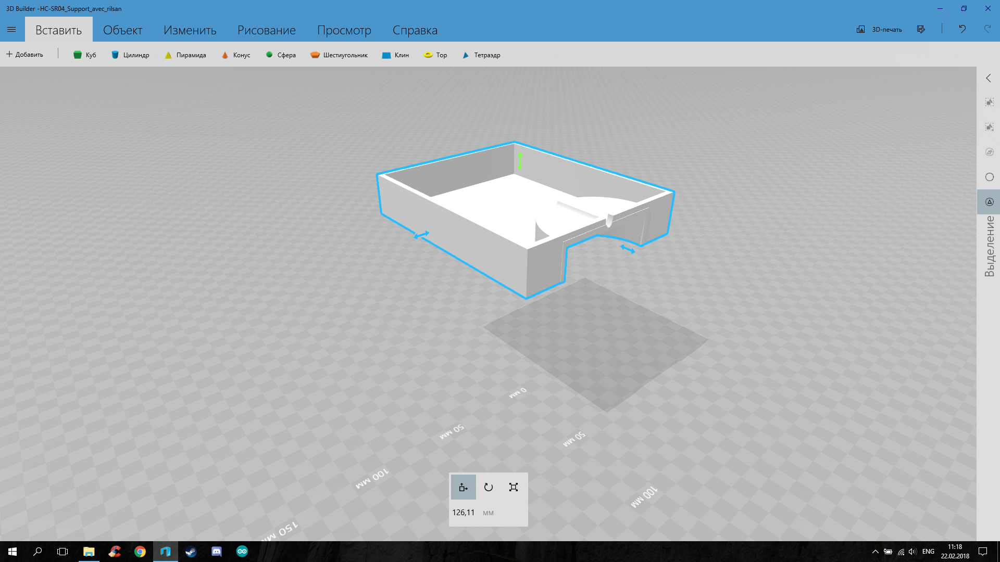 3D Builder -HC-SR04_Support_avec_rilsan
Вставить Объект Изменить Рисование Просмотр Справка 3D-печать
Добавить Куб Цилиндр Пирамида Конус Сфера Шестиугольник Клин Тор Тетраэдр
Выделение
0 мм
50 мм
50 мм
100 мм
100 мм
150 мм
126,11 мм
ENG
11:18
22.02.2018